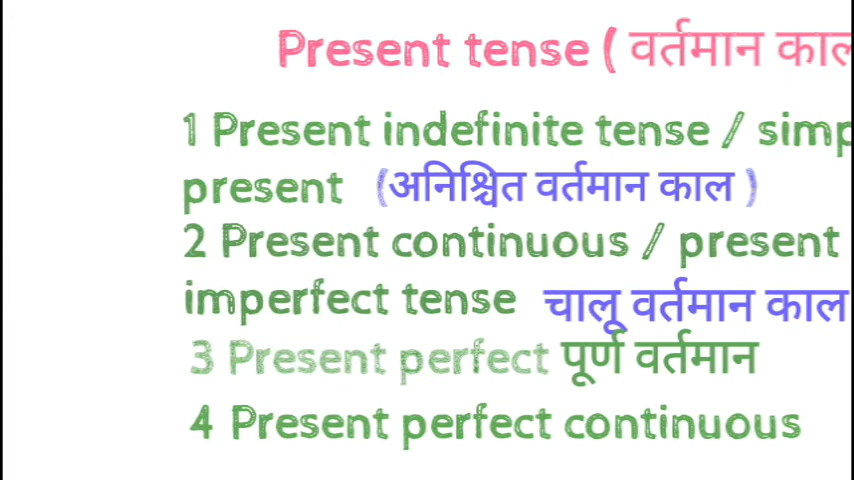 Present tense ( वर्तमान काल
1 Present indefinite tense / simp
present (अनिश्चित वर्तमान काल )
2 Present continuous / present
imperfect tense चालू वर्तमान काल
3 Present perfect पूर्ण वर्तमान
4 Present perfect continuous